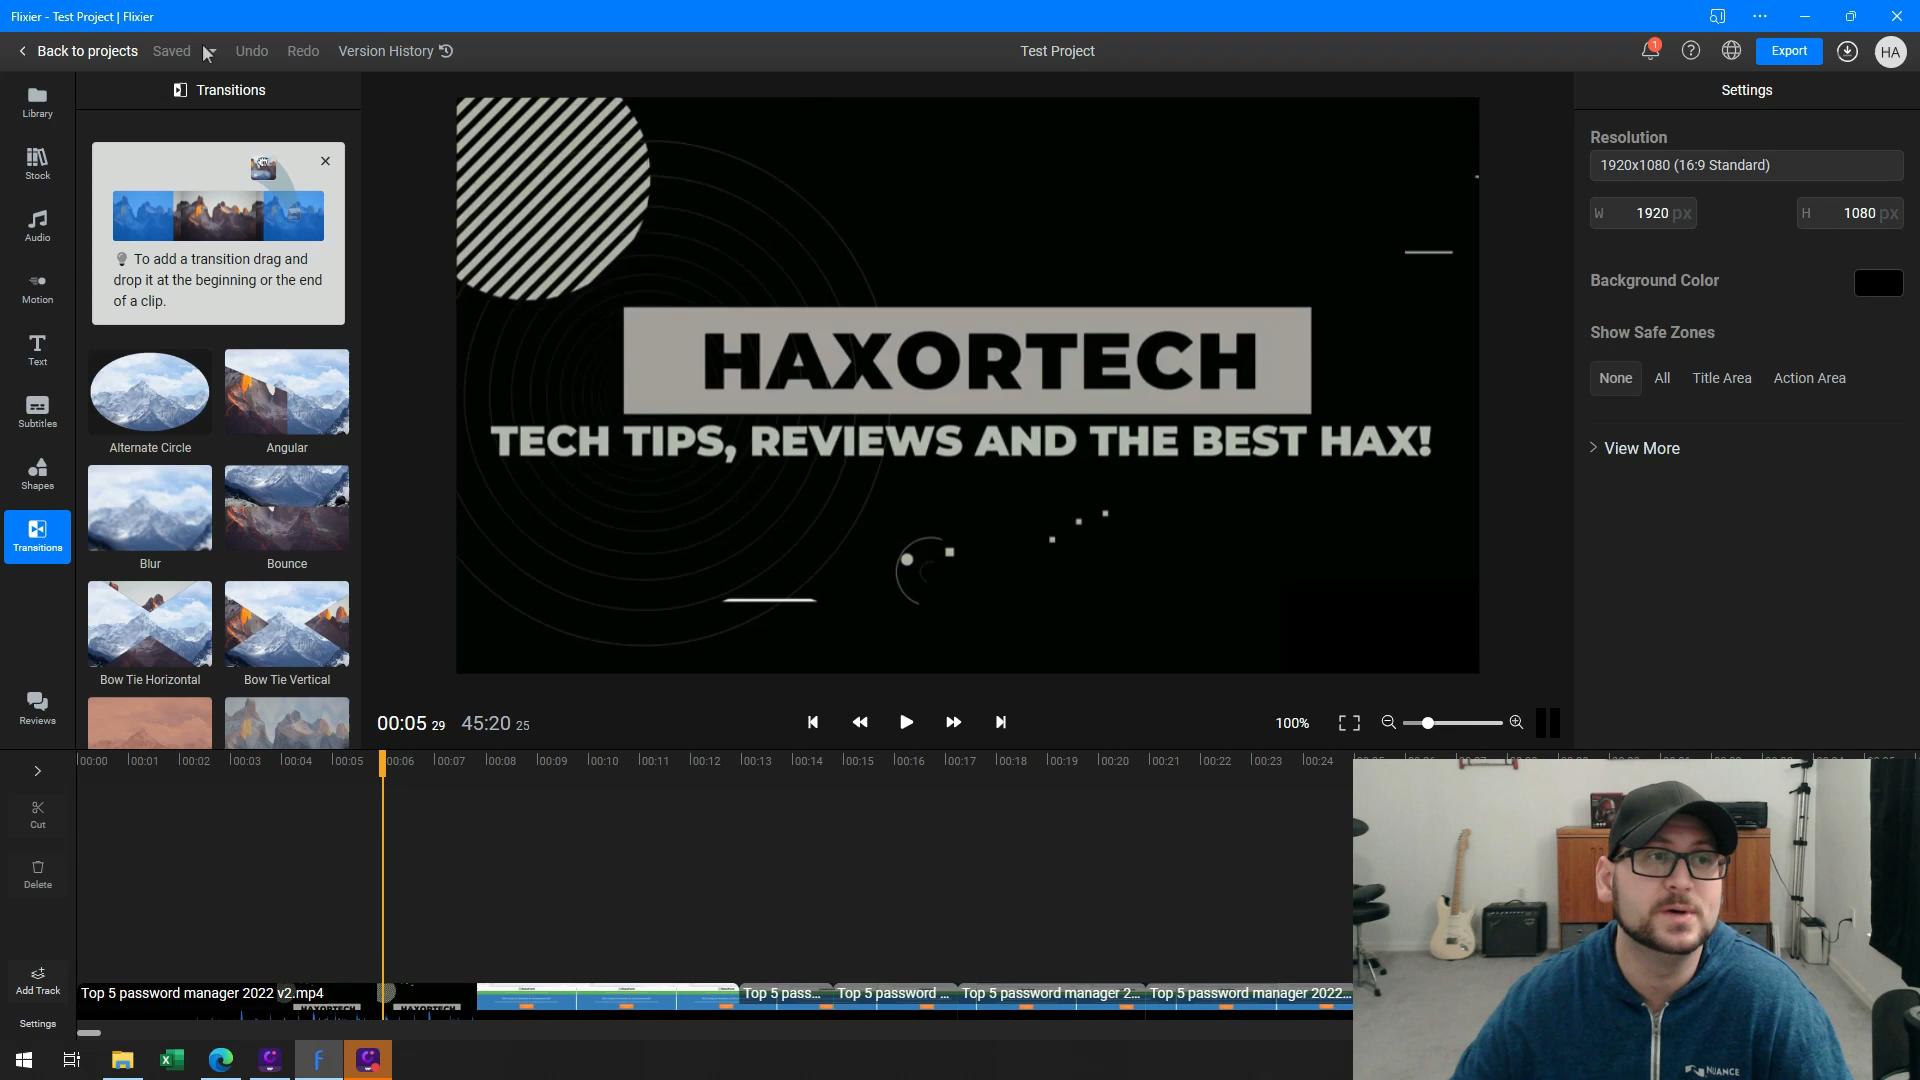 Flixier - Test Project | Flixier
Back to projects
Saved
Undo
Redo
Version History
Test Project
1
Export
HA
Library
Stock
Audio
Motion
Text
Subtitles
Shapes
Transitions
Reviews
Transitions
To add a transition drag and
drop it at the beginning or the end
of a clip.
Alternate Circle
Angular
Blur
Bounce
Bow Tie Horizontal
Bow Tie Vertical
HAXORTECH
TECH TIPS, REVIEWS AND THE BEST HAX!
Settings
Resolution
1920x1080 (16:9 Standard)
W 1920 px
H 1080 px
Background Color
Show Safe Zones
None
All
Title Area
Action Area
View More
00:05 29
45:20 25
100%
00:00 00:01 00:02 00:03 00:04 00:05 00:06 00:07 00:08 00:09 00:10 00:11 00:12 00:13 00:14 00:15 00:16 00:17 00:18 00:19 00:20 00:21 00:22 00:23 00:24
Cut
Delete
Add Track
Settings
Top 5 password manager 2022 v2.mp4
Top 5 pass...
Top 5 password ...
Top 5 password manager 2...
Top 5 password manager 2022...
NUANCE